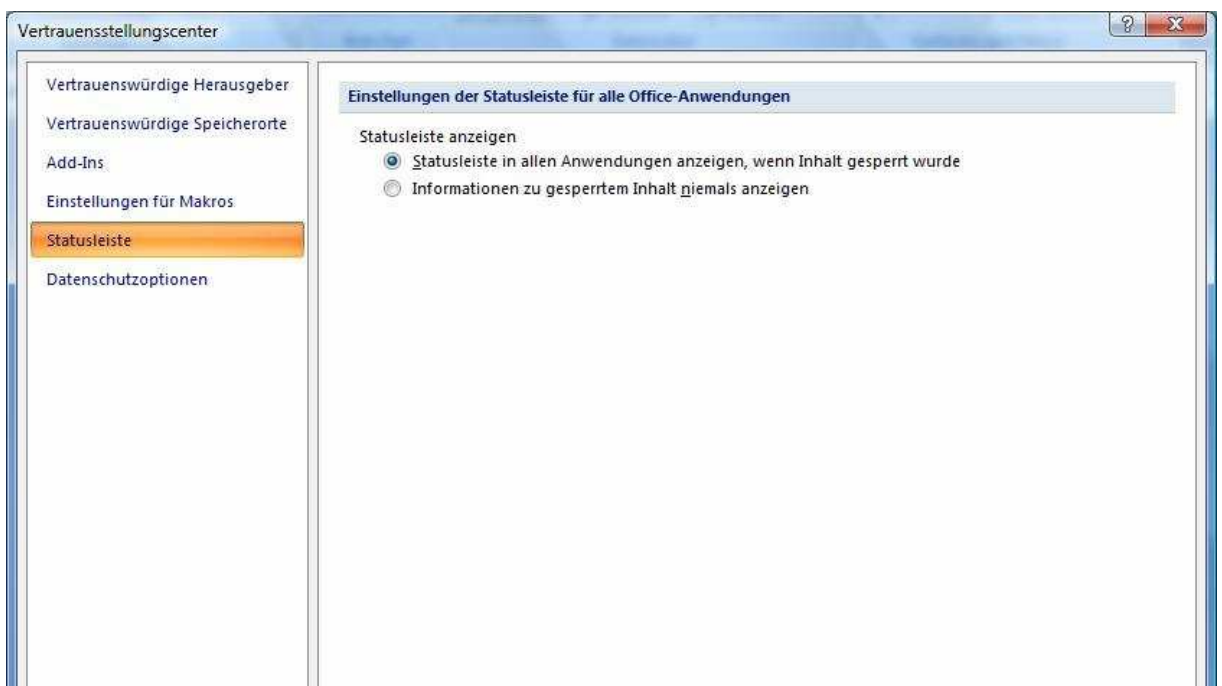 Vertrauensstellungscenter
Vertrauenswürdige Herausgeber
Vertrauenswürdige Speicherorte
Add-Ins
Einstellungen für Makros
Statusleiste
Datenschutzoptionen
Einstellungen der Statusleiste für alle Office-Anwendungen
Statusleiste anzeigen
Statusleiste in allen Anwendungen anzeigen, wenn Inhalt gesperrt wurde
Informationen zu gesperrtem Inhalt niemals anzeigen